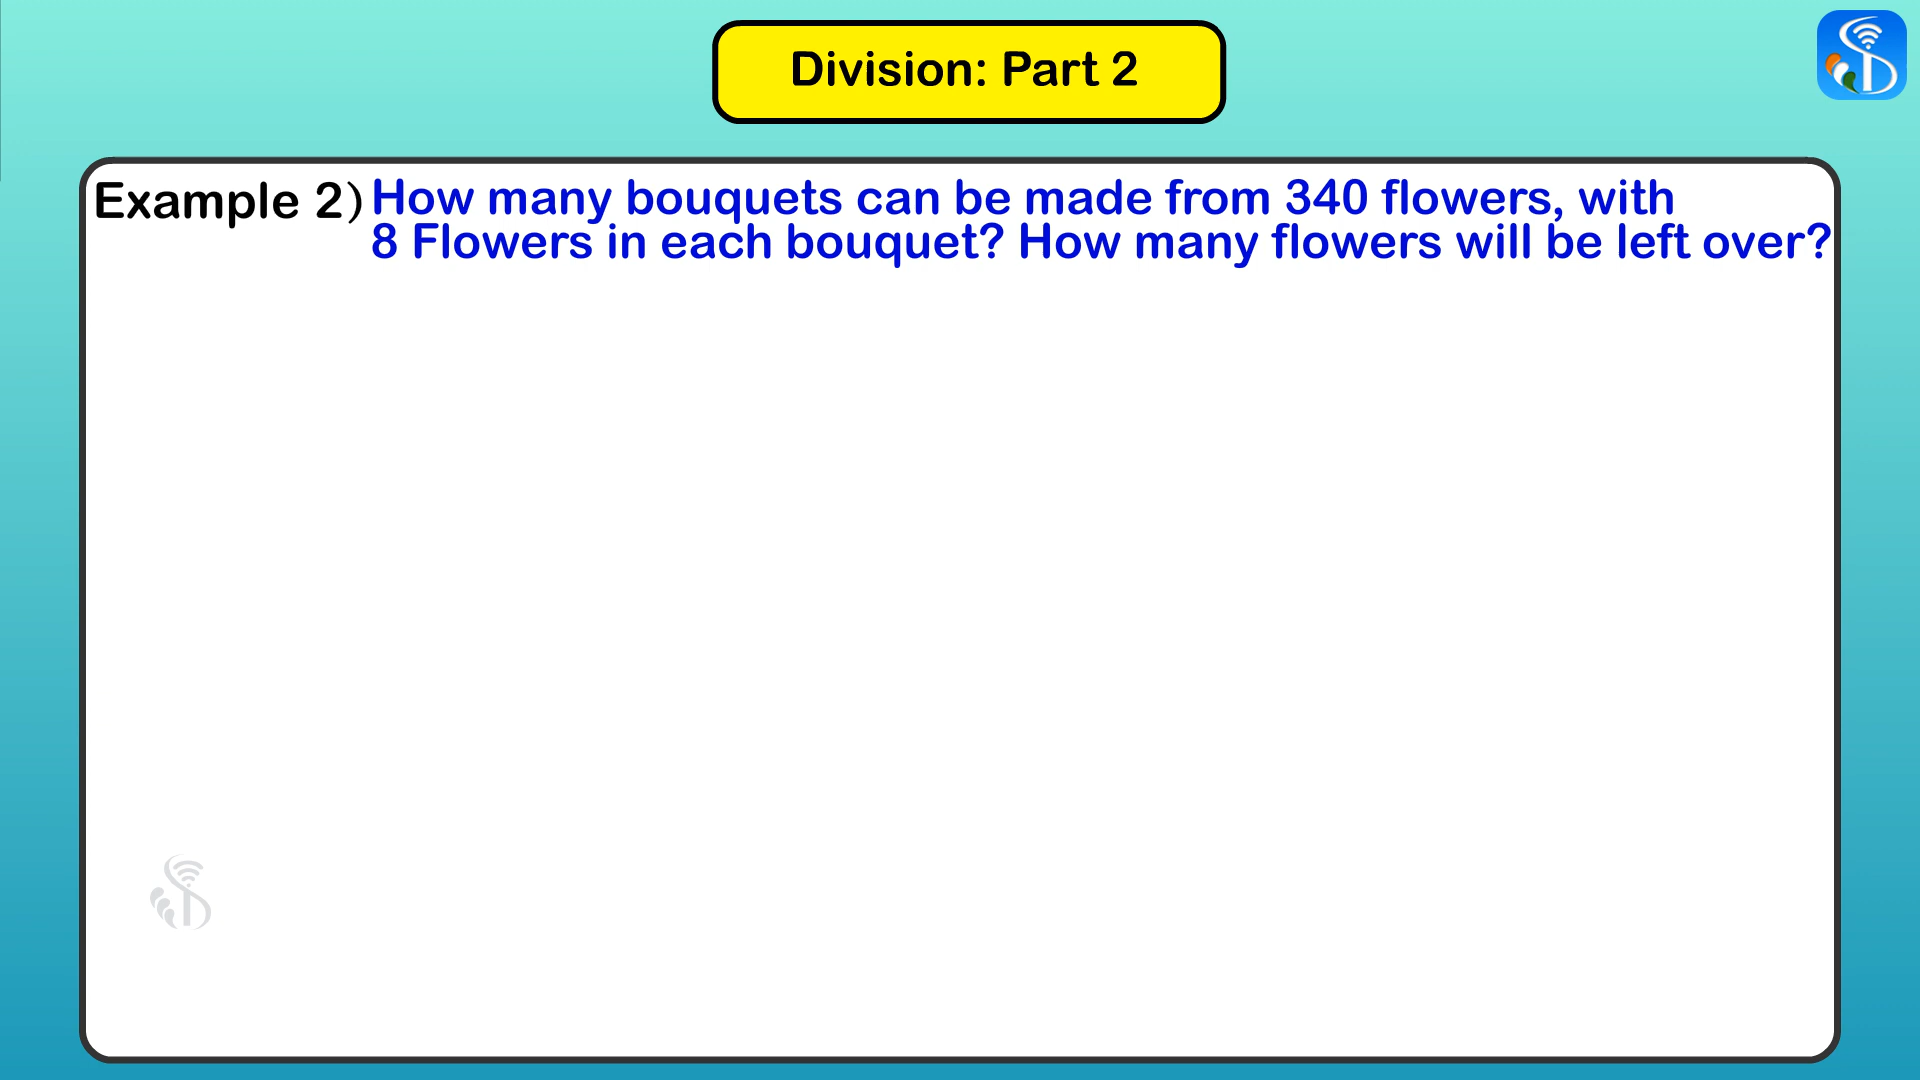 Division: Part 2
Example 2) How many bouquets can be made from 340 flowers, with
8 Flowers in each bouquet? How many flowers will be left over?